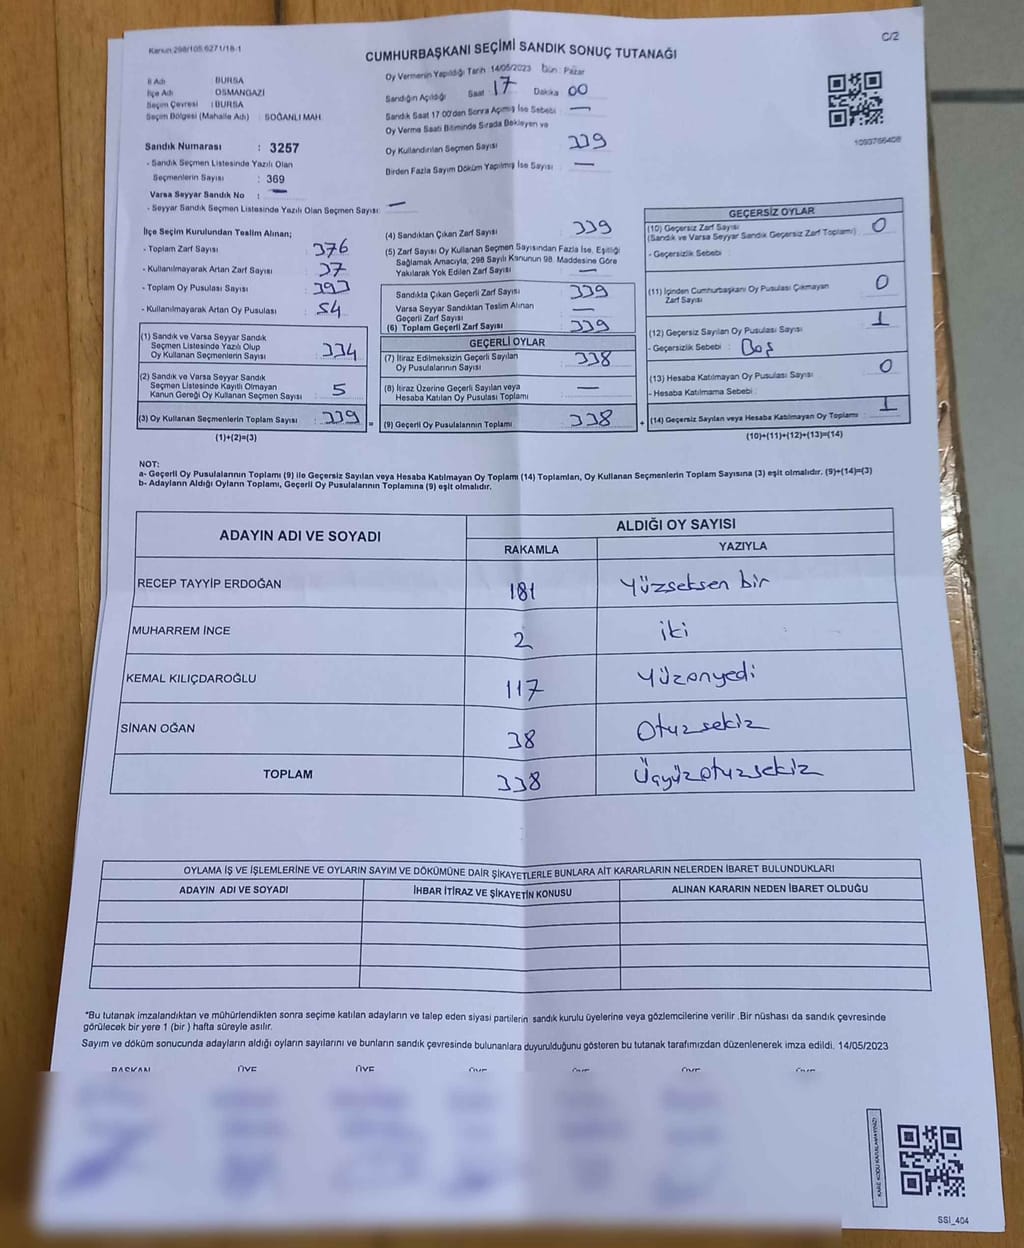 Kanun 298/105 6271/18-1
C/2
CUMHURBAŞKANI SEÇİMİ SANDIK SONUÇ TUTANAĞI
İl Adı : BURSA
İlçe Adı : OSMANGAZİ
Seçim Çevresi : BURSA
Seçim Bölgesi (Mahalle Adı) : SOĞANLI MAH.
Oy Vermenin Yapıldığı Tarih : 14/05/2023 Gün : Pazar
Sandığın Açıldığı Saat 17 Dakika 00
Sandık Saat 17:00'dan Sonra Açmış İse Sebebi : —
Oy Verme Saati Bitiminde Sırada Bekleyen ve
Oy Kullandırılan Seçmen Sayısı : 339
Birden Fazla Sayım Döküm Yapılmış İse Sayısı : —
1093756408
Sandık Numarası : 3257
- Sandık Seçmen Listesinde Yazılı Olan
Seçmenlerin Sayısı : 369
Varsa Seyyar Sandık No : —
- Seyyar Sandık Seçmen Listesinde Yazılı Olan Seçmen Sayısı: —
İlçe Seçim Kurulundan Teslim Alınan;
- Toplam Zarf Sayısı : 376
- Kullanılmayarak Artan Zarf Sayısı : 37
- Toplam Oy Pusulası Sayısı : 393
- Kullanılmayarak Artan Oy Pusulası : 54
(1) Sandık ve Varsa Seyyar Sandık
Seçmen Listesinde Yazılı Olup
Oy Kullanan Seçmenlerin Sayısı : 334
(2) Sandık ve Varsa Seyyar Sandık
Seçmen Listesinde Kayıtlı Olmayan
Kanun Gereği Oy Kullanan Seçmen Sayısı : 5
(3) Oy Kullanan Seçmenlerin Toplam Sayısı : 339 =
(1)+(2)=(3)
(4) Sandıktan Çıkan Zarf Sayısı : 339
(5) Zarf Sayısı Oy Kullanan Seçmen Sayısından Fazla İse, Eşitliği
Sağlamak Amacıyla, 298 Sayılı Kanunun 98. Maddesine Göre
Yakılarak Yok Edilen Zarf Sayısı : —
Sandıkta Çıkan Geçerli Zarf Sayısı : 339
Varsa Seyyar Sandıktan Teslim Alınan
Geçerli Zarf Sayısı : —
(6) Toplam Geçerli Zarf Sayısı : 339
GEÇERLİ OYLAR
(7) İtiraz Edilmeksizin Geçerli Sayılan
Oy Pusulalarının Sayısı : 338
(8) İtiraz Üzerine Geçerli Sayılan veya
Hesaba Katılan Oy Pusulası Toplamı : —
(9) Geçerli Oy Pusulalarının Toplamı : 338 +
GEÇERSİZ OYLAR
(10) Geçersiz Zarf Sayısı : 0
(Sandık ve Varsa Seyyar Sandık Geçersiz Zarf Toplamı)
- Geçersizlik Sebebi :
(11) İçinden Cumhurbaşkanı Oy Pusulası Çıkmayan
Zarf Sayısı : 0
(12) Geçersiz Sayılan Oy Pusulası Sayısı : 1
- Geçersizlik Sebebi : Boş
(13) Hesaba Katılmayan Oy Pusulası Sayısı : 0
- Hesaba Katılmama Sebebi :
(14) Geçersiz Sayılan veya Hesaba Katılmayan Oy Toplamı : 1
(10)+(11)+(12)+(13)=(14)
NOT:
a- Geçerli Oy Pusulalarının Toplamı (9) ile Geçersiz Sayılan veya Hesaba Katılmayan Oy Toplamı (14) Toplamları, Oy Kullanan Seçmenlerin Toplam Sayısına (3) eşit olmalıdır. (9)+(14)=(3)
b- Adayların Aldığı Oyların Toplamı, Geçerli Oy Pusulalarının Toplamına (9) eşit olmalıdır.
ADAYIN ADI VE SOYADI
ALDIĞI OY SAYISI
RAKAMLA YAZIYLA
RECEP TAYYİP ERDOĞAN 181 Yüzseksen bir
MUHARREM İNCE 2 iki
KEMAL KILIÇDAROĞLU 117 Yüzonyedi
SİNAN OĞAN 38 Otuzsekiz
TOPLAM 338 Üçyüzotuzsekiz
OYLAMA İŞ VE İŞLEMLERİNE VE OYLARIN SAYIM VE DÖKÜMÜNE DAİR ŞİKAYETLERLE BUNLARA AİT KARARLARIN NELERDEN İBARET BULUNDUKLARI
ADAYIN ADI VE SOYADI İHBAR İTİRAZ VE ŞİKAYETİN KONUSU ALINAN KARARIN NEDEN İBARET OLDUĞU
*Bu tutanak imzalandıktan ve mühürlendikten sonra seçime katılan adayların ve talep eden siyasi partilerin sandık kurulu üyelerine veya gözlemcilerine verilir .Bir nüshası da sandık çevresinde
görülecek bir yere 1 (bir ) hafta süreyle asılır.
Sayım ve döküm sonucunda adayların aldığı oyların sayılarını ve bunların sandık çevresinde bulunanlara duyurulduğunu gösteren bu tutanak tarafımızdan düzenlenerek imza edildi. 14/05/2023
BAŞKAN ÜYE ÜYE ÜYE ÜYE ÜYE ÜYE
KARE KODU KARALAMAYINIZ!
SSİ_404